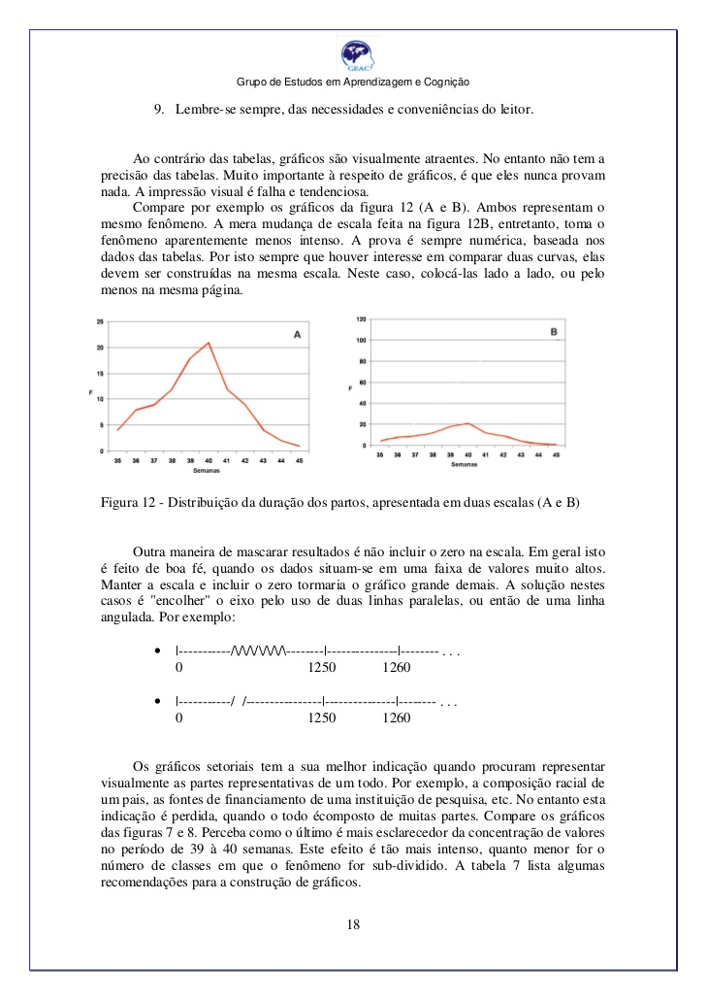 GEAC
Grupo de Estudos em Aprendizagem e Cognição
9. Lembre-se sempre, das necessidades e conveniências do leitor.
Ao contrário das tabelas, gráficos são visualmente atraentes. No entanto não tem a
precisão das tabelas. Muito importante à respeito de gráficos, é que eles nunca provam
nada. A impressão visual é falha e tendenciosa.
Compare por exemplo os gráficos da figura 12 (A e B). Ambos representam o
mesmo fenômeno. A mera mudança de escala feita na figura 12B, entretanto, toma o
fenômeno aparentemente menos intenso. A prova é sempre numérica, baseada nos
dados das tabelas. Por isto sempre que houver interesse em comparar duas curvas, elas
devem ser construídas na mesma escala. Neste caso, colocá-las lado a lado, ou pelo
menos na mesma página.
25
20
15
10
5
0
F
A
35 36 37 38 39 40 41 42 43 44 45
Semanas
120
100
80
60
40
20
0
F
B
35 36 37 38 39 40 41 42 43 44 45
Semanas
Figura 12 - Distribuição da duração dos partos, apresentada em duas escalas (A e B)
Outra maneira de mascarar resultados é não incluir o zero na escala. Em geral isto
é feito de boa fé, quando os dados situam-se em uma faixa de valores muito altos.
Manter a escala e incluir o zero tormaria o gráfico grande demais. A solução nestes
casos é "encolher" o eixo pelo uso de duas linhas paralelas, ou então de uma linha
angulada. Por exemplo:
• |-----------/\/\/\/\/\/\--------|---------------|-------- . . .
0 1250 1260
• |-----------/ /----------------|---------------|-------- . . .
0 1250 1260
Os gráficos setoriais tem a sua melhor indicação quando procuram representar
visualmente as partes representativas de um todo. Por exemplo, a composição racial de
um pais, as fontes de financiamento de uma instituição de pesquisa, etc. No entanto esta
indicação é perdida, quando o todo écomposto de muitas partes. Compare os gráficos
das figuras 7 e 8. Perceba como o último é mais esclarecedor da concentração de valores
no período de 39 à 40 semanas. Este efeito é tão mais intenso, quanto menor for o
número de classes em que o fenômeno for sub-dividido. A tabela 7 lista algumas
recomendações para a construção de gráficos.
18